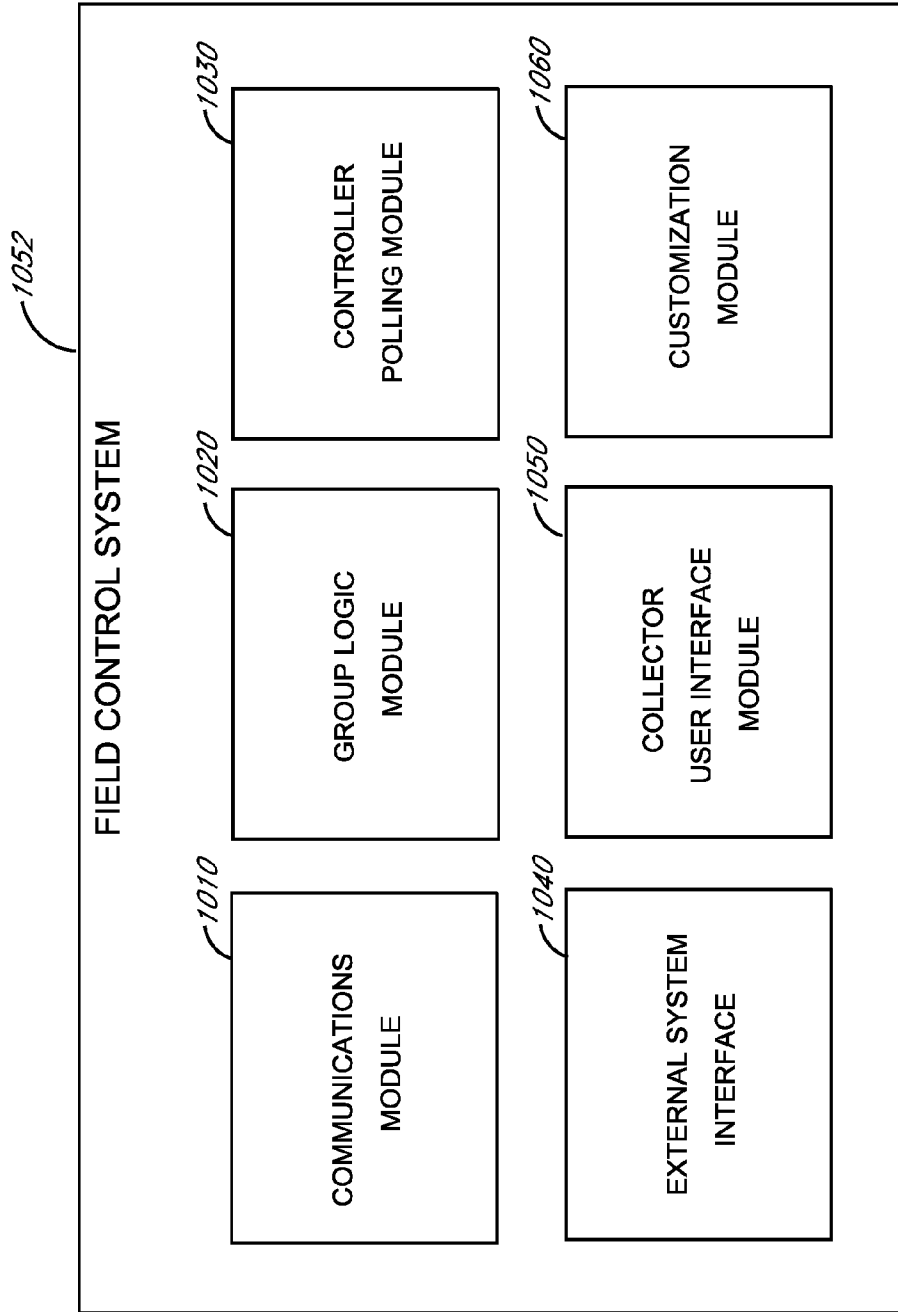 FIELD CONTROL SYSTEM
1052
1010
COMMUNICATIONS
MODULE
1020
GROUP LOGIC
MODULE
1030
CONTROLLER
POLLING MODULE
1040
EXTERNAL SYSTEM
INTERFACE
1050
COLLECTOR
USER INTERFACE
MODULE
1060
CUSTOMIZATION
MODULE